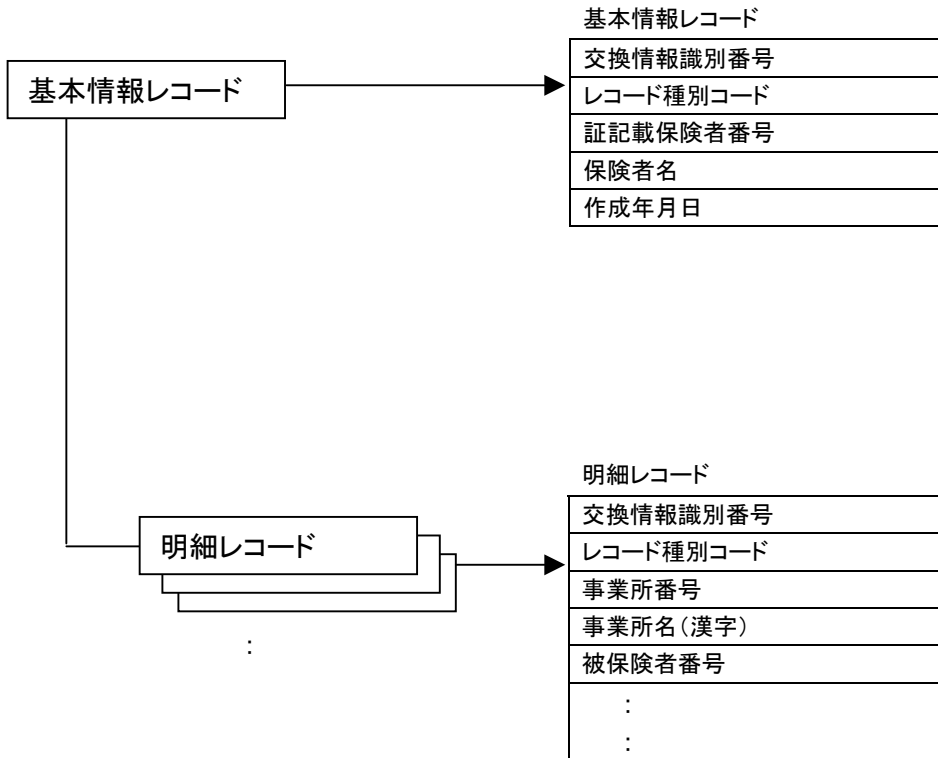 基本情報レコード
基本情報レコード
交換情報識別番号
レコード種別コード
証記載保険者番号
保険者名
作成年月日
明細レコード
明細レコード
:
交換情報識別番号
レコード種別コード
事業所番号
事業所名(漢字)
被保険者番号
:
: